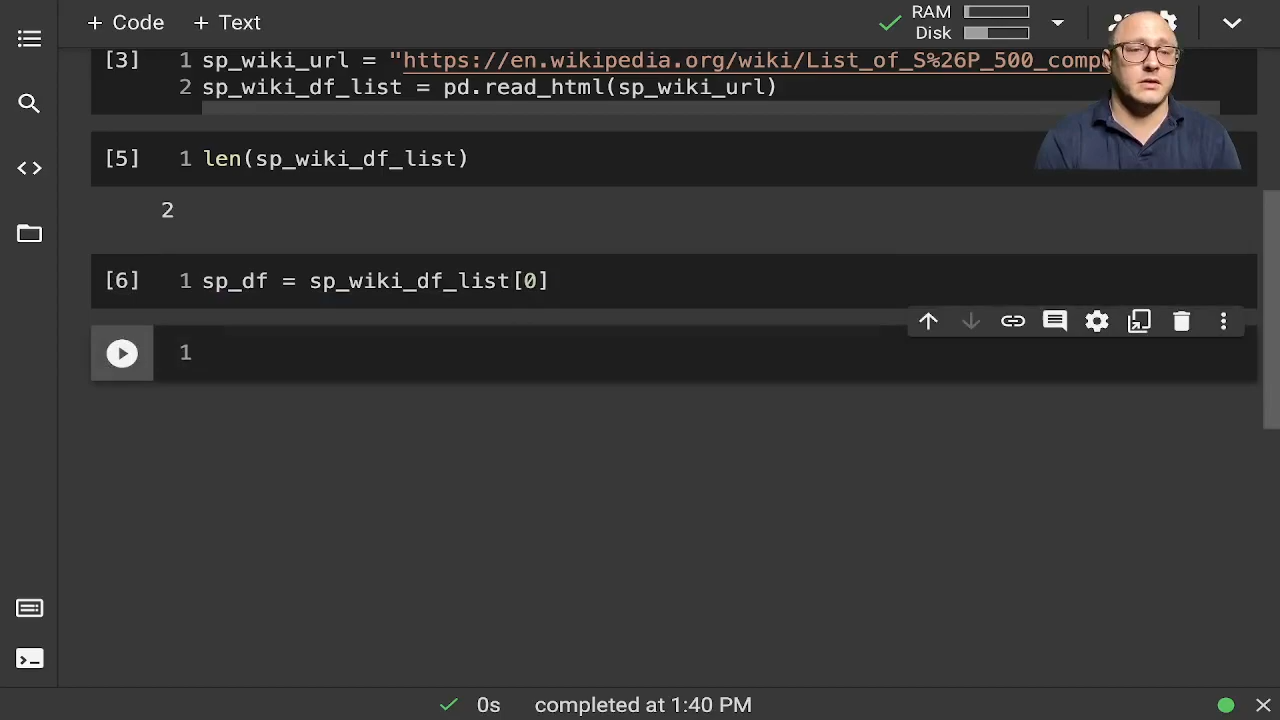 + Code + Text
RAM
Disk
[3] 1 sp_wiki_url = "https://en.wikipedia.org/wiki/List_of_S%26P_500_comp
2 sp_wiki_df_list = pd.read_html(sp_wiki_url)
[5] 1 len(sp_wiki_df_list)
2
[6] 1 sp_df = sp_wiki_df_list[0]
1
0s completed at 1:40 PM